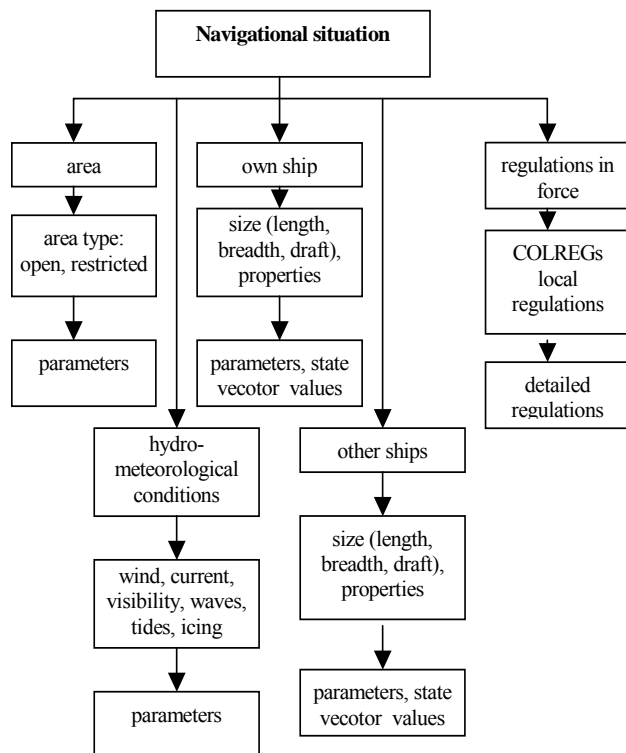 Navigational situation
area
own ship
regulations in
force
area type:
open, restricted
size (length,
breadth, draft),
properties
COLREGs
local
regulations
parameters
parameters, state
vecotor values
detailed
regulations
hydro-
meteorological
conditions
other ships
wind, current,
visibility, waves,
tides, icing
size (length,
breadth, draft),
properties
parameters
parameters, state
vecotor values